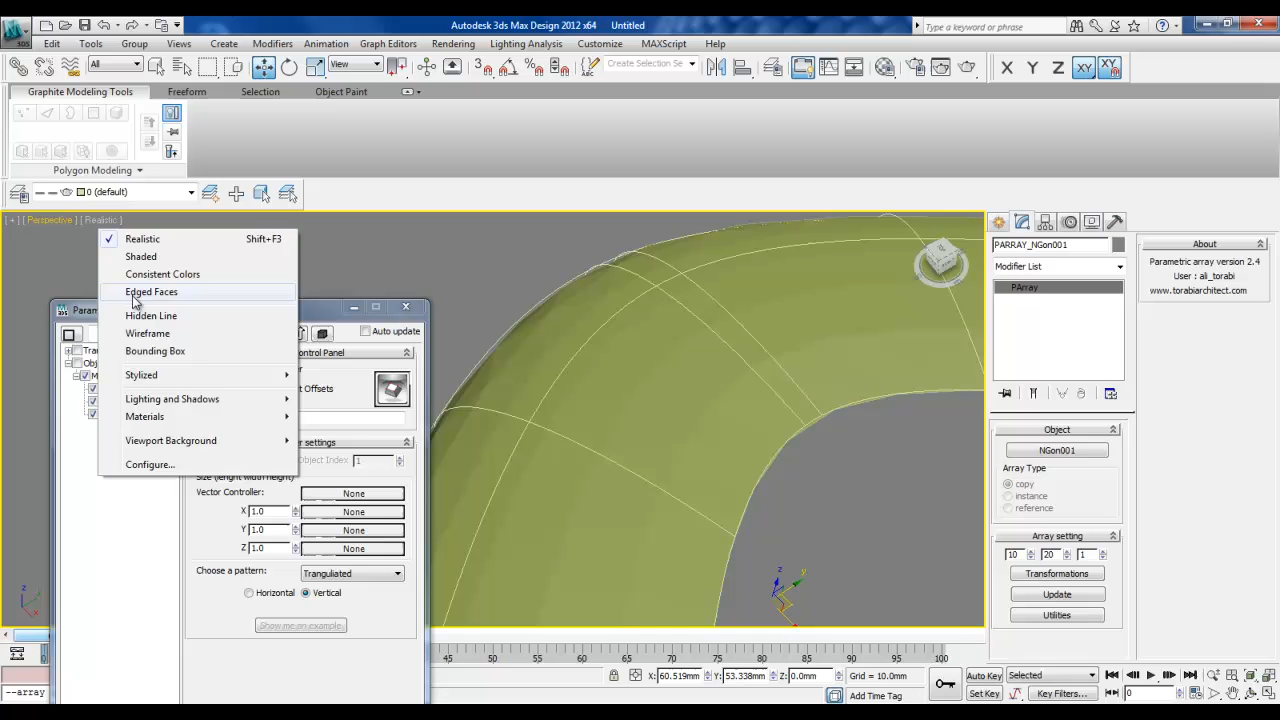 Autodesk 3ds Max Design 2012 x64 Untitled
Type a keyword or phrase
3DS
Edit Tools Group Views Create Modifiers Animation Graph Editors Rendering Lighting Analysis Customize MAXScript Help
All View Create Selection Se X Y Z XY XY
Graphite Modeling Tools Freeform Selection Object Paint
Polygon Modeling
0 (default)
[ + ] [ Perspective ] [ Realistic ]
Realistic Shift+F3
Shaded
Consistent Colors
Edged Faces
Hidden Line
Wireframe
Bounding Box
Stylized
Lighting and Shadows
Materials
Viewport Background
Configure...
Auto update
ontrol Panel
t Offsets
r settings
Object Index 1
Size (lenght width height)
Vector Controller: None
X 1.0 None
Y 1.0 None
Z 1.0 None
Choose a pattern: Tranguliated
Horizontal Vertical
Show me an example
z y x
PARRAY_NGon001
Modifier List
PArray
Object
NGon001
Array Type
copy
instance
reference
Array setting
10 20 1
Transformations
Update
Utilities
About
Parametric array version 2.4
User : ali_torabi
www.torabiarchitect.com
45 50 55 60 65 70 75 80 85 90 95 100
X: 60.519mm Y: 53.338mm Z: 0.0mm Grid = 10.0mm
Auto Key Selected
--array
Add Time Tag
Set Key Key Filters... 0